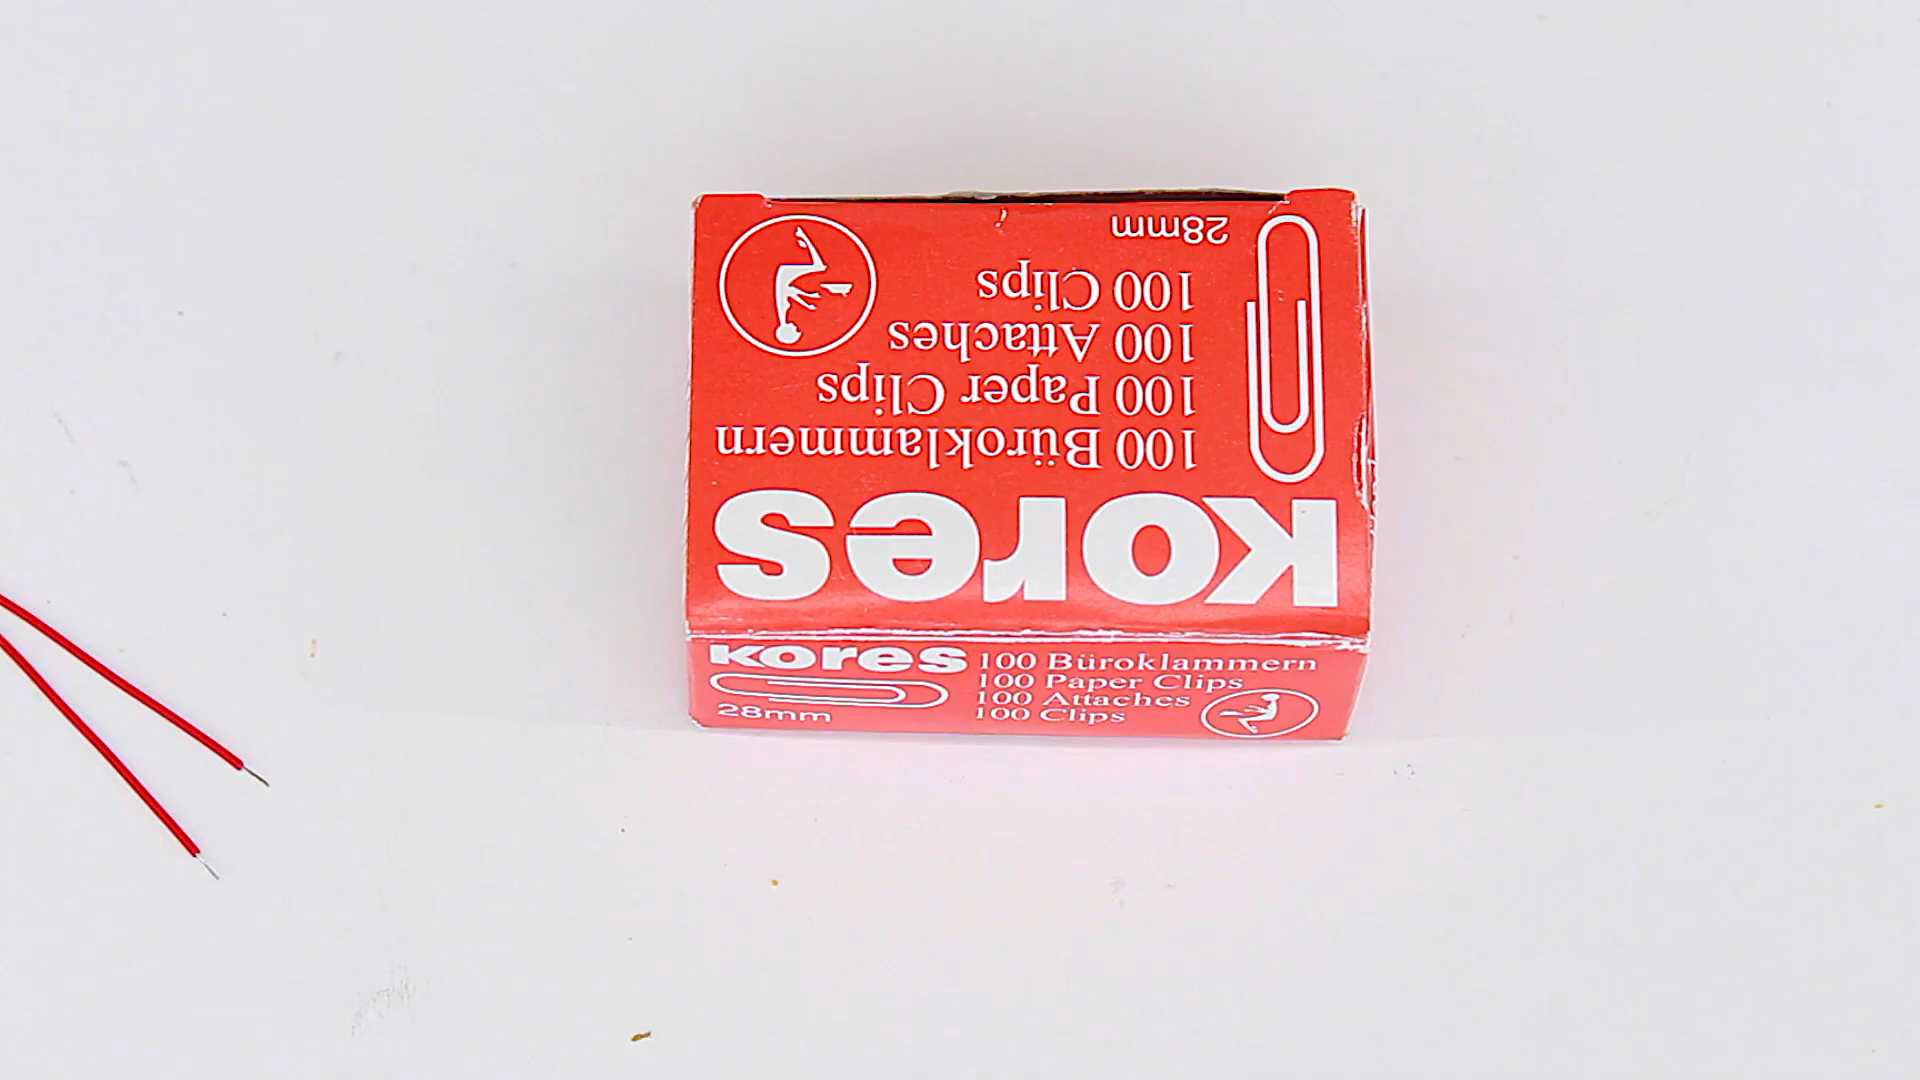 Kores
100 Büroklammern
100 Paper Clips
100 Attaches
100 Clips
28mm
Kores
28mm
100 Büroklammern
100 Paper Clips
100 Attaches
100 Clips